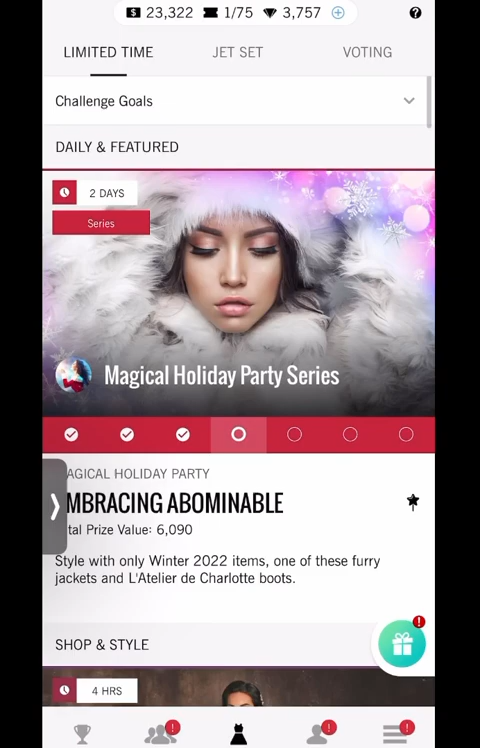 23,322 1/75 3,757
LIMITED TIME JET SET VOTING
Challenge Goals
DAILY & FEATURED
2 DAYS
Series
Magical Holiday Party Series
AGICAL HOLIDAY PARTY
MBRACING ABOMINABLE
tal Prize Value: 6,090
Style with only Winter 2022 items, one of these furry
jackets and L'Atelier de Charlotte boots.
SHOP & STYLE
4 HRS